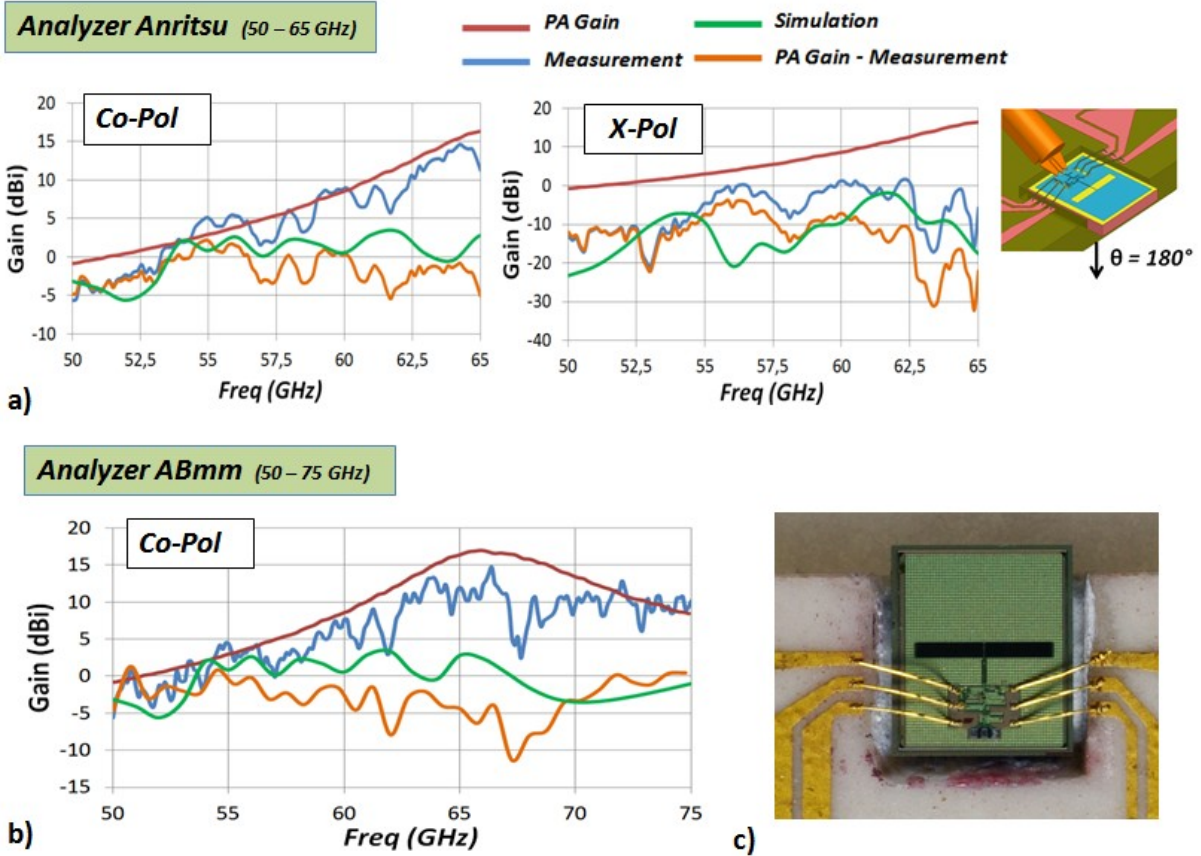 Analyzer Anritsu (50 – 65 GHz)
PA Gain
Simulation
Measurement
PA Gain - Measurement
Co-Pol
Gain (dBi)
20
15
10
5
0
-5
-10
50 52,5 55 57,5 60 62,5 65
Freq (GHz)
X-Pol
Gain (dBi)
20
10
0
-10
-20
-30
-40
50 52,5 55 57,5 60 62,5 65
Freq (GHz)
θ = 180°
a)
Analyzer ABmm (50 – 75 GHz)
Co-Pol
Gain (dBi)
20
15
10
5
0
-5
-10
-15
50 55 60 65 70 75
Freq (GHz)
b)
c)